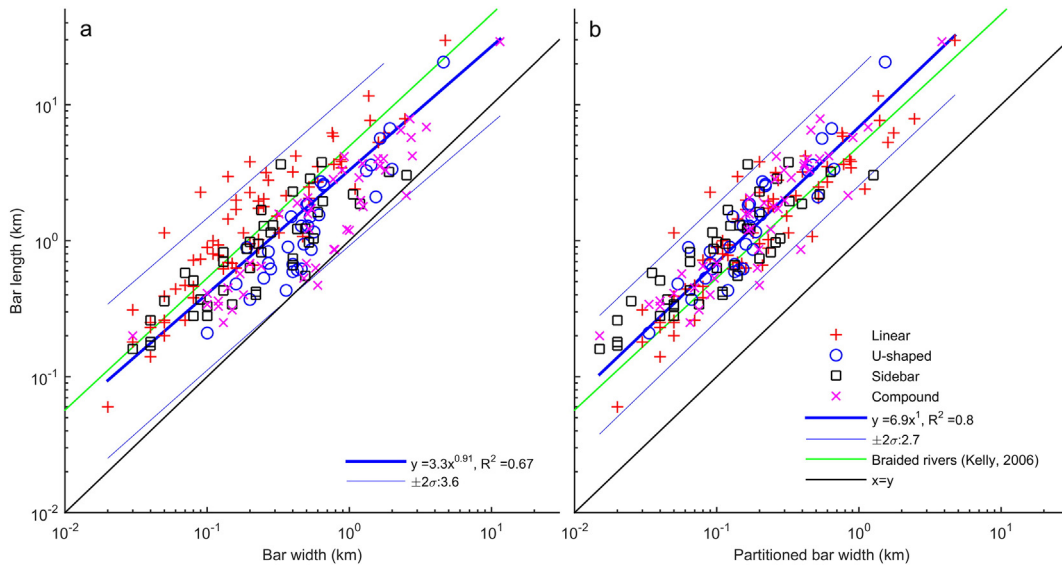 a
b
Bar length (km)
10^1
10^0
10^-1
10^-2
10^-2
10^-1
10^0
10^1
Bar width (km)
y =3.3x^0.91, R^2 =0.67
±2σ:3.6
10^-2
10^-1
10^0
10^1
Partitioned bar width (km)
Linear
U-shaped
Sidebar
Compound
y =6.9x^1, R^2 =0.8
±2σ:2.7
Braided rivers (Kelly, 2006)
x=y